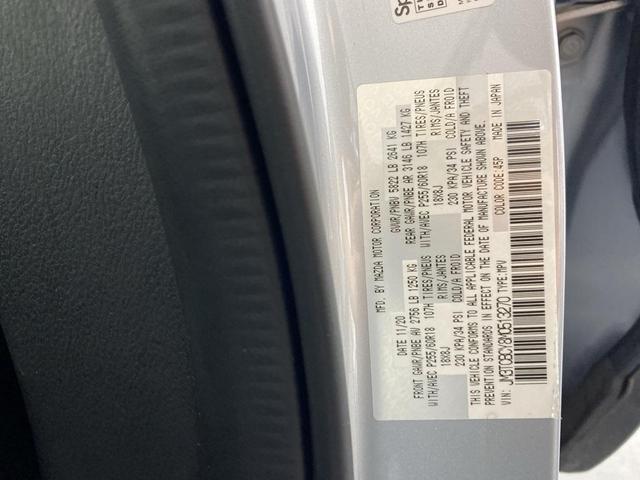 MFD. BY MAZDA MOTOR CORPORATION
DATE 11/20 GVWR/PNBV 5822 LB 2641 KG
FRONT GAWR/PNBE AV 2756 LB 1250 KG REAR GAWR/PNBE AR 3146 LB 1427 KG
WITH/AVEC P255/60R18 107H TIRES/PNEUS WITH/AVEC P255/60R18 107H TIRES/PNEUS
18X8J RIMS/JANTES 18X8J RIMS/JANTES
230 KPA/34 PSI COLD/A FROID 230 KPA/34 PSI COLD/A FROID
THIS VEHICLE CONFORMS TO ALL APPLICABLE FEDERAL MOTOR VEHICLE SAFETY AND THEFT
PREVENTION STANDARDS IN EFFECT ON THE DATE OF MANUFACTURE SHOWN ABOVE.
COLOR CODE:45P MADE IN JAPAN
VIN: JM3TCBCY8M0513270 TYPE:MPV